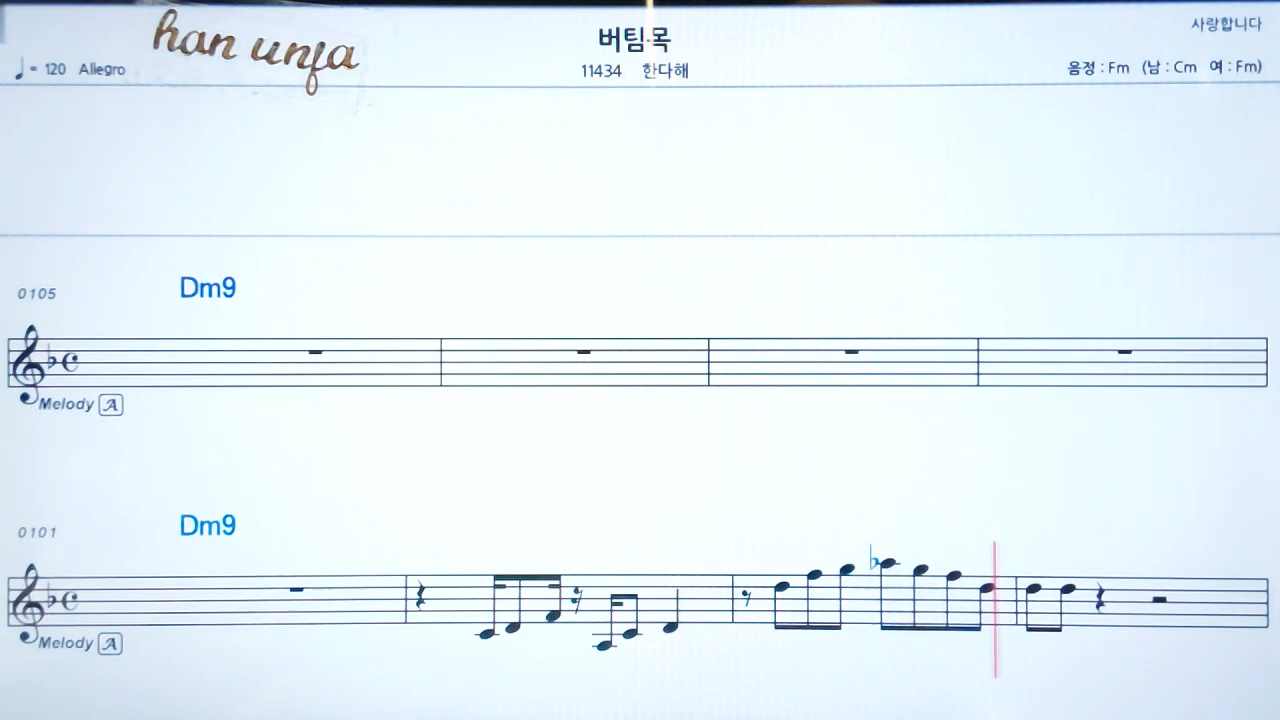 han unja
버팀목
사랑합니다
♩= 120 Allegro
11434 한다해
음정 : Fm (남 : Cm 여 : Fm)
0105
Dm9
Melody A
0101
Dm9
Melody A